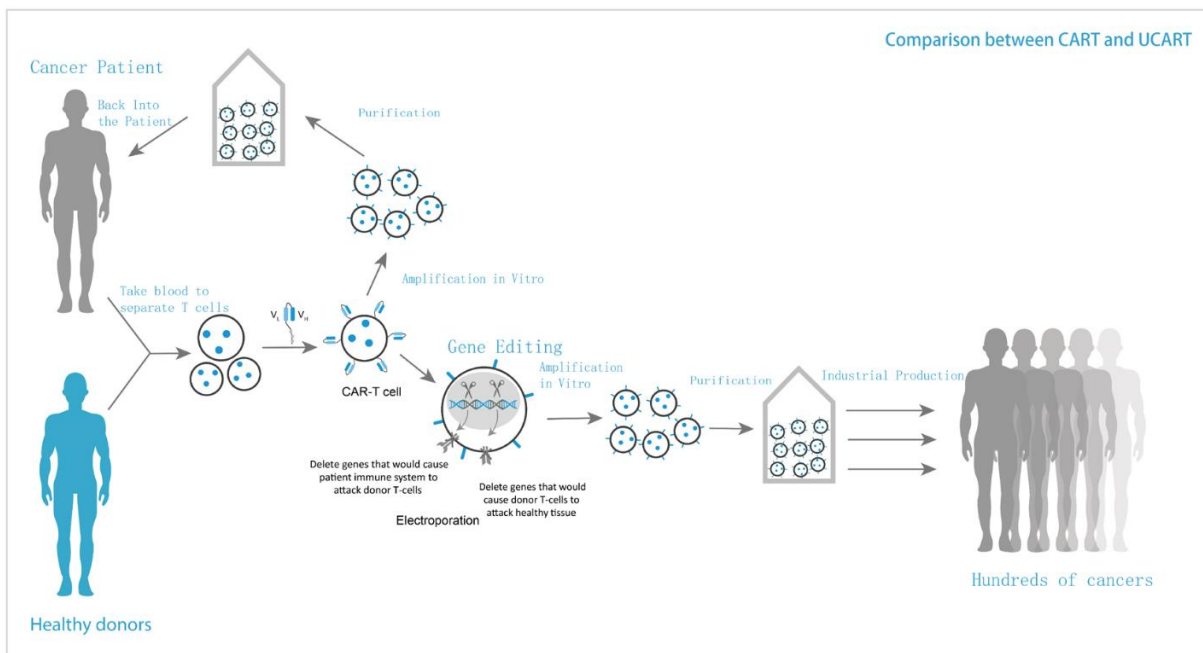 Comparison between CART and UCART
Cancer Patient
Back Into
the Patient
Purification
Take blood to
separate T cells
V_L V_H
Amplification in Vitro
CAR-T cell
Gene Editing
Amplification
in Vitro
Purification
Industrial Production
Delete genes that would cause
patient immune system to
attack donor T-cells
Delete genes that would
cause donor T-cells to
attack healthy tissue
Electroporation
Hundreds of cancers
Healthy donors